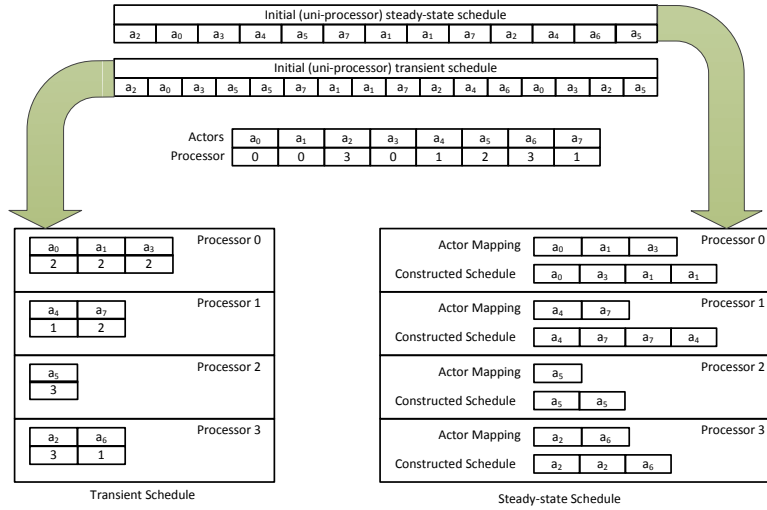 Initial (uni-processor) steady-state schedule
a2 a0 a3 a4 a5 a7 a1 a1 a7 a2 a4 a6 a5
Initial (uni-processor) transient schedule
a2 a0 a3 a5 a5 a7 a1 a1 a7 a2 a4 a6 a0 a3 a2 a5
Actors a0 a1 a2 a3 a4 a5 a6 a7
Processor 0 0 3 0 1 2 3 1
Processor 0
a0 a1 a3
2 2 2
Processor 1
a4 a7
1 2
Processor 2
a5
3
Processor 3
a2 a6
3 1
Transient Schedule
Processor 0
Actor Mapping a0 a1 a3
Constructed Schedule a0 a3 a1 a1
Processor 1
Actor Mapping a4 a7
Constructed Schedule a4 a7 a7 a4
Processor 2
Actor Mapping a5
Constructed Schedule a5 a5
Processor 3
Actor Mapping a2 a6
Constructed Schedule a2 a2 a6
Steady-state Schedule